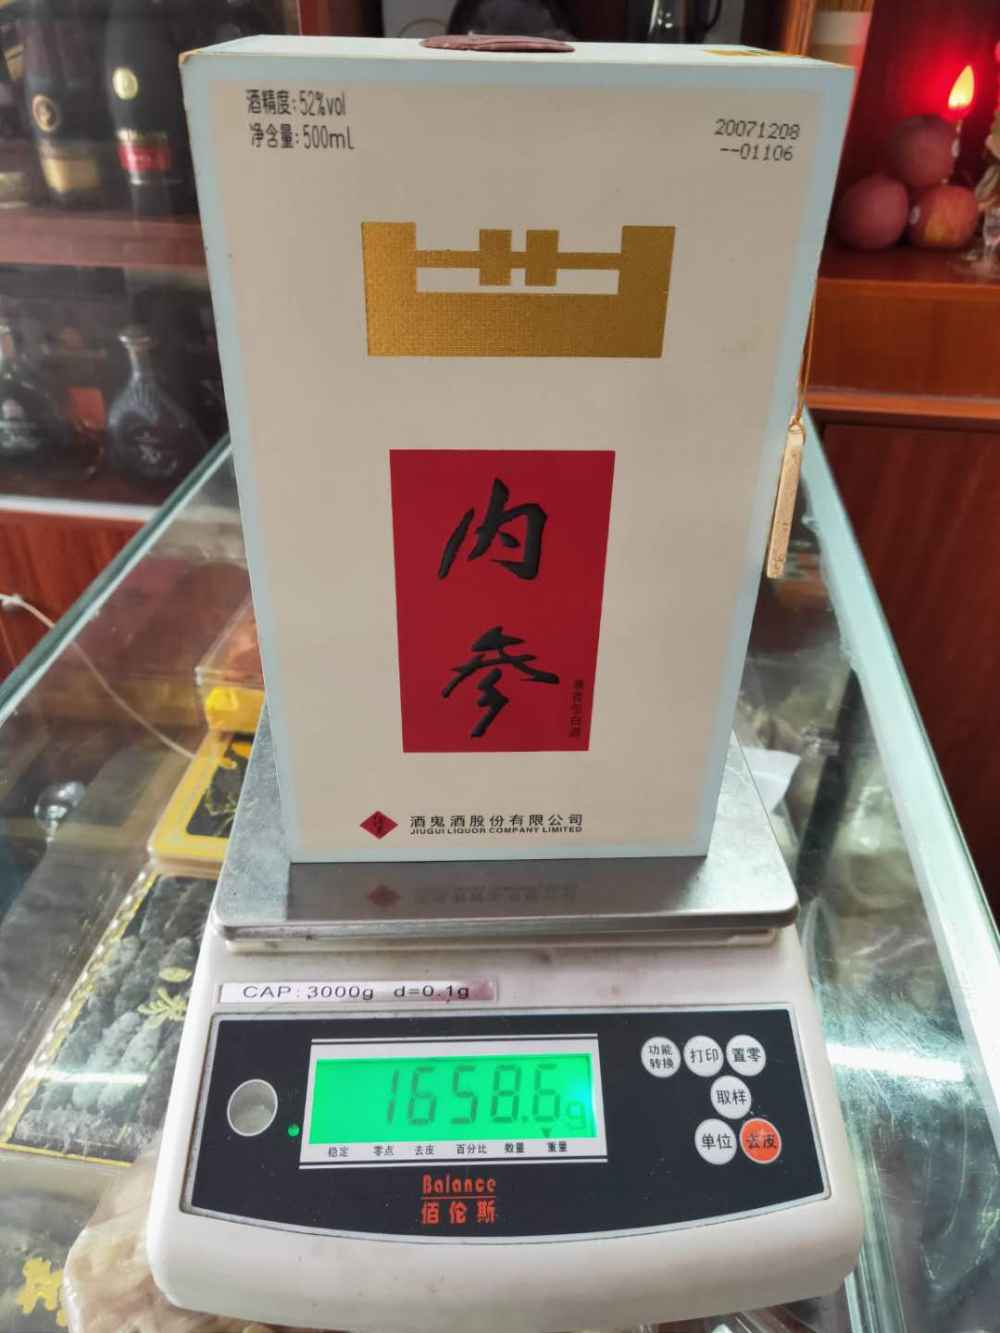 酒精度:52%vol
净含量:500mL
20071208
--01106
内
参
酒鬼酒股份有限公司
JIUGUI LIQUOR COMPANY LIMITED
CAP:3000g d=0.1g
1658.6g
功能
转换
打印
置零
取样
单位
去皮
稳定 零点 去皮 百分比 数量 重量
Balance
佰伦斯